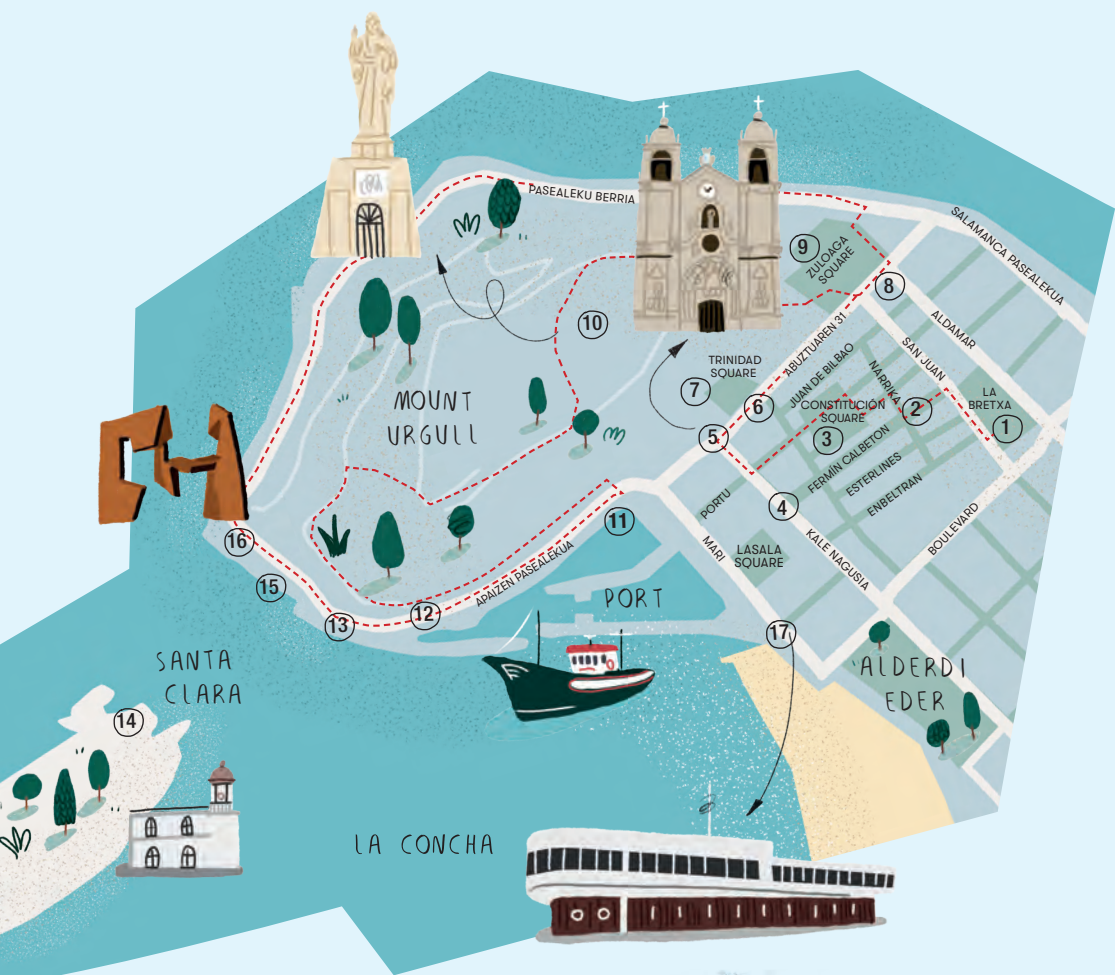 PASEALEKU BERRIA
SALAMANCA PASEALEKUA
9
ZULOAGA
SQUARE
8
ALDAMAR
10
ABUZTUAREN 31
SAN JUAN
TRINIDAD
SQUARE
7
JUAN DE BILBAO
NARRIKA
LA
BRETXA
1
MOUNT
URGULL
6
CONSTITUCIÓN
SQUARE
2
3
5
FERMÍN CALBETON
ESTERLINES
ENBELTRAN
PORTU
4
11
MARI
LASALA
SQUARE
KALE NAGUSIA
BOULEVARD
16
15
APAIZEN PASEALEKUA
PORT
12
13
17
SANTA
CLARA
ALDERDI
EDER
14
LA CONCHA